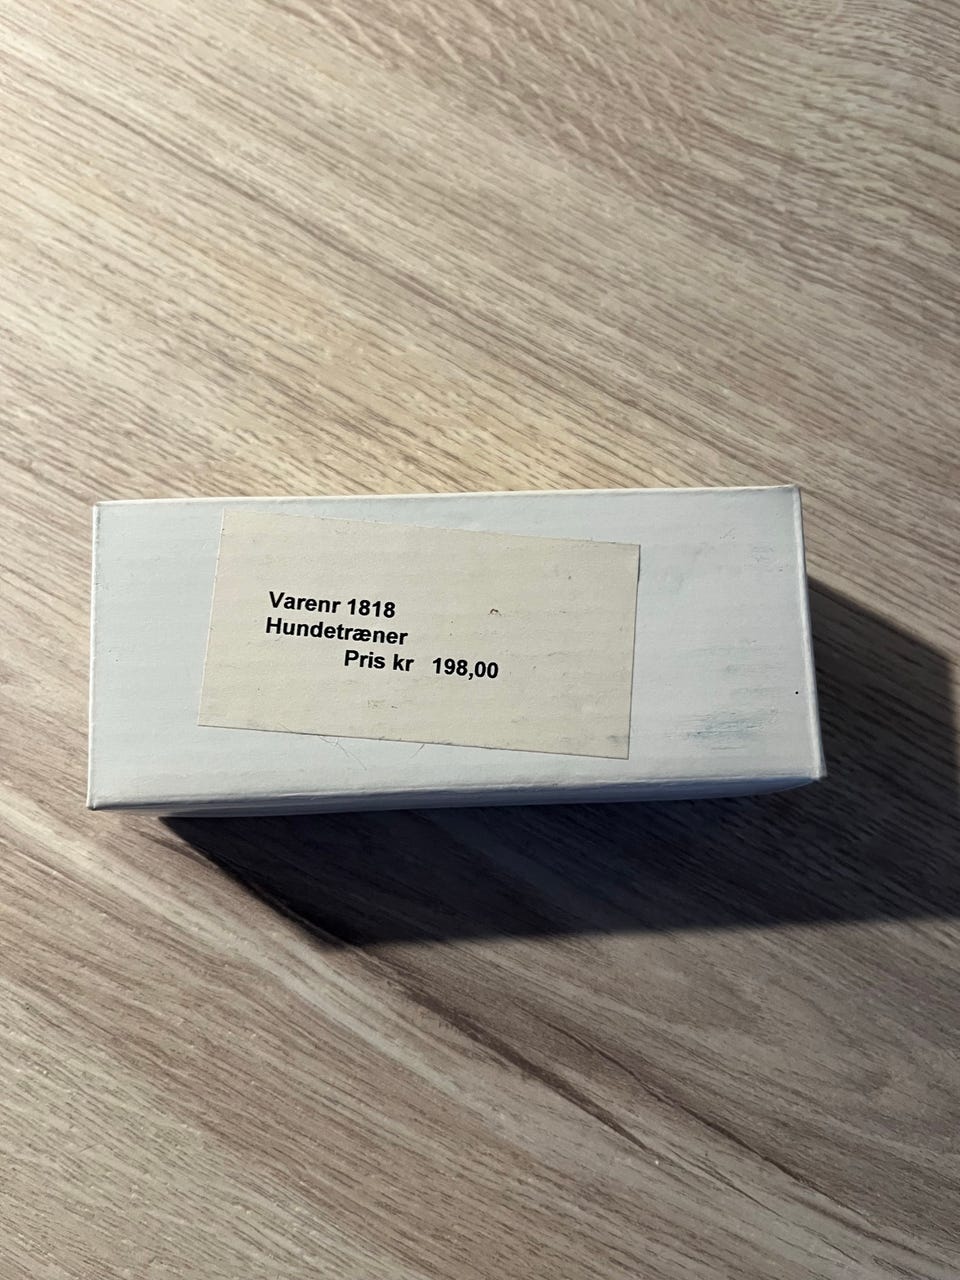 Varenr 1818
Hundetræner
Pris kr 198,00